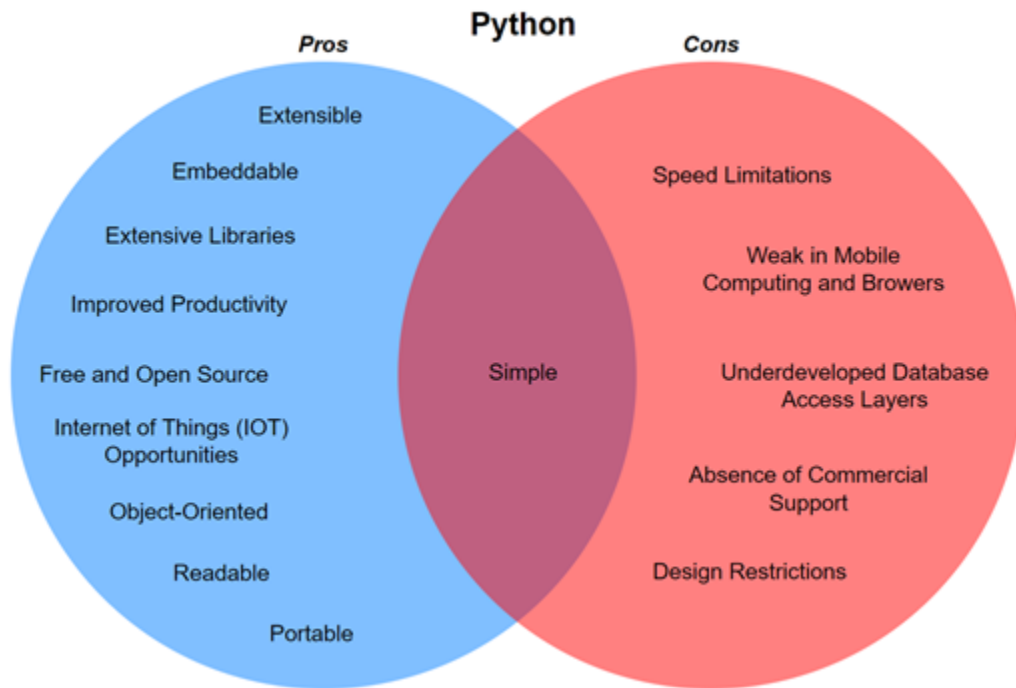 Python
Pros
Cons
Extensible
Embeddable
Extensive Libraries
Improved Productivity
Free and Open Source
Internet of Things (IOT)
Opportunities
Object-Oriented
Readable
Portable
Simple
Speed Limitations
Weak in Mobile
Computing and Browers
Underdeveloped Database
Access Layers
Absence of Commercial
Support
Design Restrictions